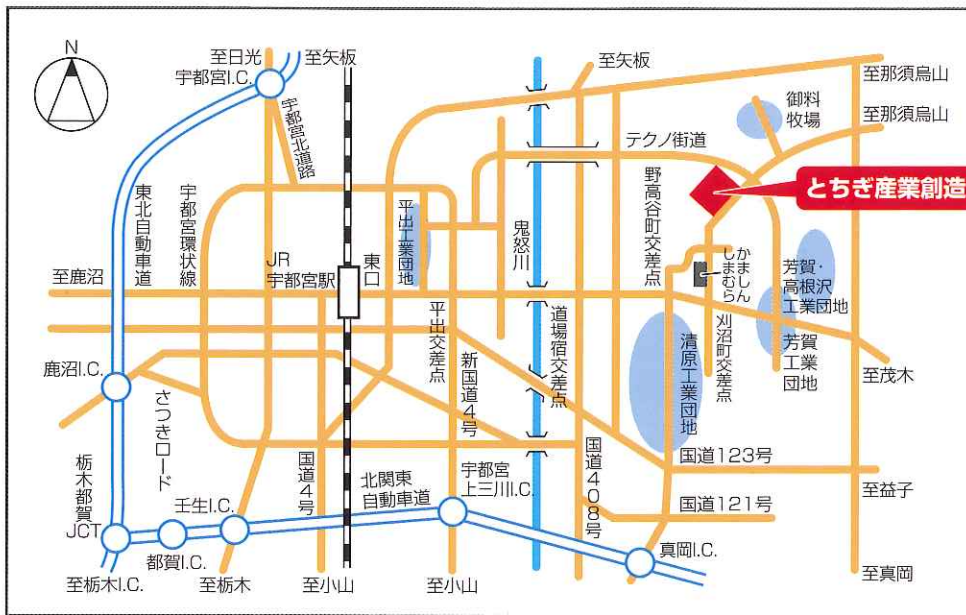 N
至日光
宇都宮I.C.
至矢板
宇都宮北道路
東北自動車道
宇都宮環状線
至鹿沼
JR
宇都宮駅
東口
平出工業団地
鬼怒川
至矢板
テクノ街道
野高谷町交差点
御料
牧場
至那須烏山
至那須烏山
とちぎ産業創造
かましん
しまむら
芳賀・
高根沢
工業団地
芳賀
工業
団地
刈沼町交差点
清原工業団地
道場宿交差点
平出交差点
新国道4号
至茂木
鹿沼I.C.
さつきロード
栃木都賀
JCT
壬生I.C.
都賀I.C.
国道4号
北関東
自動車道
宇都宮
上三川I.C.
国道408号
国道123号
国道121号
至益子
真岡I.C.
至真岡
至栃木I.C.
至栃木
至小山
至小山